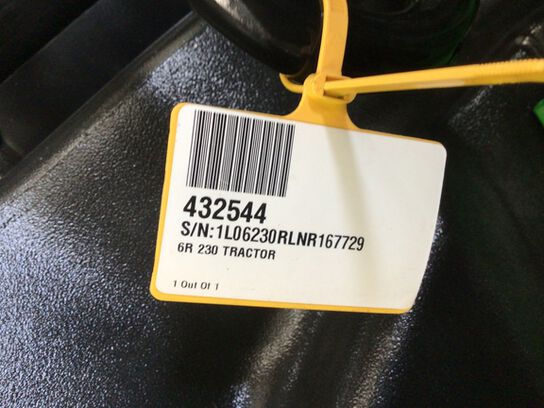 432544
S/N:1L06230RLNR167729
6R 230 TRACTOR
1 Out Of 1